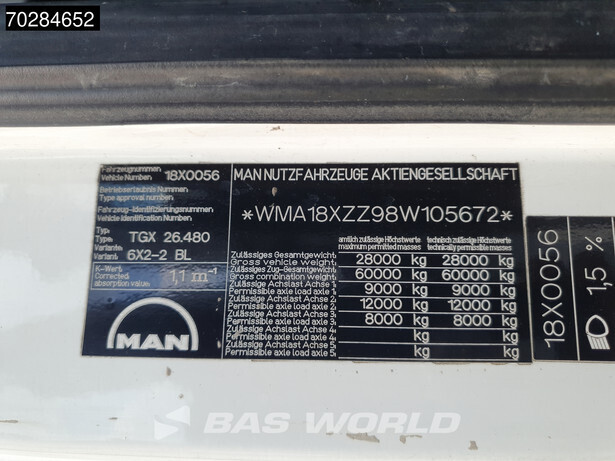 70284652
Fahrzeugnummer
Vehicle Number 18X0056
Betriebserlaubnis Nummer
Type approval number
Fahrzeug-Identifizierungsnummer
Vehicle Identification Number
Typ:
Type: TGX 26.480
Variante:
Variant: 6X2-2 BL
K-Wert
Corrected
absorption value: 1,1 m⁻¹
MAN
MAN NUTZFAHRZEUGE AKTIENGESELLSCHAFT
*WMA18XZZ98W105672*
amtlich zulässige Höchstwerte technisch zulässige Höchstwerte
maximum permitted masses technically permissible masses
Zulässiges Gesamtgewicht
Gross vehicle weight 28000 kg 28000 kg
Zulässiges Zug-Gesamtgewicht
Gross combination weight 60000 kg 60000 kg
Zulässige Achslast Achse 1
Permissible axle load axle 1 9000 kg 9000 kg
Zulässige Achslast Achse 2
Permissible axle load axle 2 12000 kg 12000 kg
Zulässige Achslast Achse 3
Permissible axle load axle 3 8000 kg 8000 kg
Zulässige Achslast Achse 4
Permissible axle load axle 4 kg kg
Zulässige Achslast Achse 5
Permissible axle load axle 5 kg kg
18X0056
1,5 %
BAS WORLD